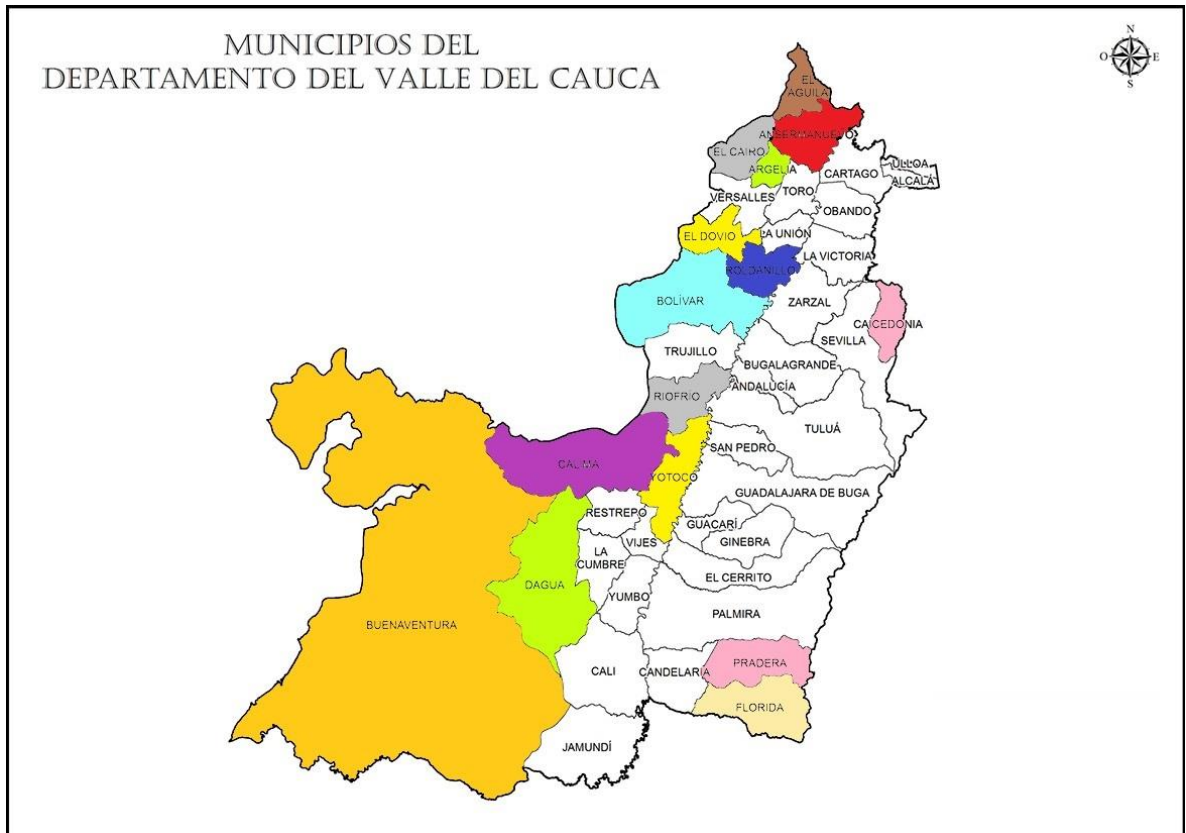 MUNICIPIOS DEL
DEPARTAMENTO DEL VALLE DEL CAUCA
N
O
E
S
EL
AGUILA
ANSERMANUEVO
EL CAIRO
ARGELIA
CARTAGO
ULLOA
ALCALÁ
VERSALLES
TORO
OBANDO
EL DOVIO
LA UNIÓN
LA VICTORIA
ROLDANILLO
BOLÍVAR
ZARZAL
CAICEDONIA
SEVILLA
TRUJILLO
BUGALAGRANDE
ANDALUCÍA
RIOFRÍO
TULUÁ
SAN PEDRO
CALIMA
YOTOCO
GUADALAJARA DE BUGA
RESTREPO
GUACARÍ
GINEBRA
VIJES
LA
CUMBRE
EL CERRITO
DAGUA
YUMBO
PALMIRA
BUENAVENTURA
CALI
CANDELARIA
PRADERA
FLORIDA
JAMUNDÍ